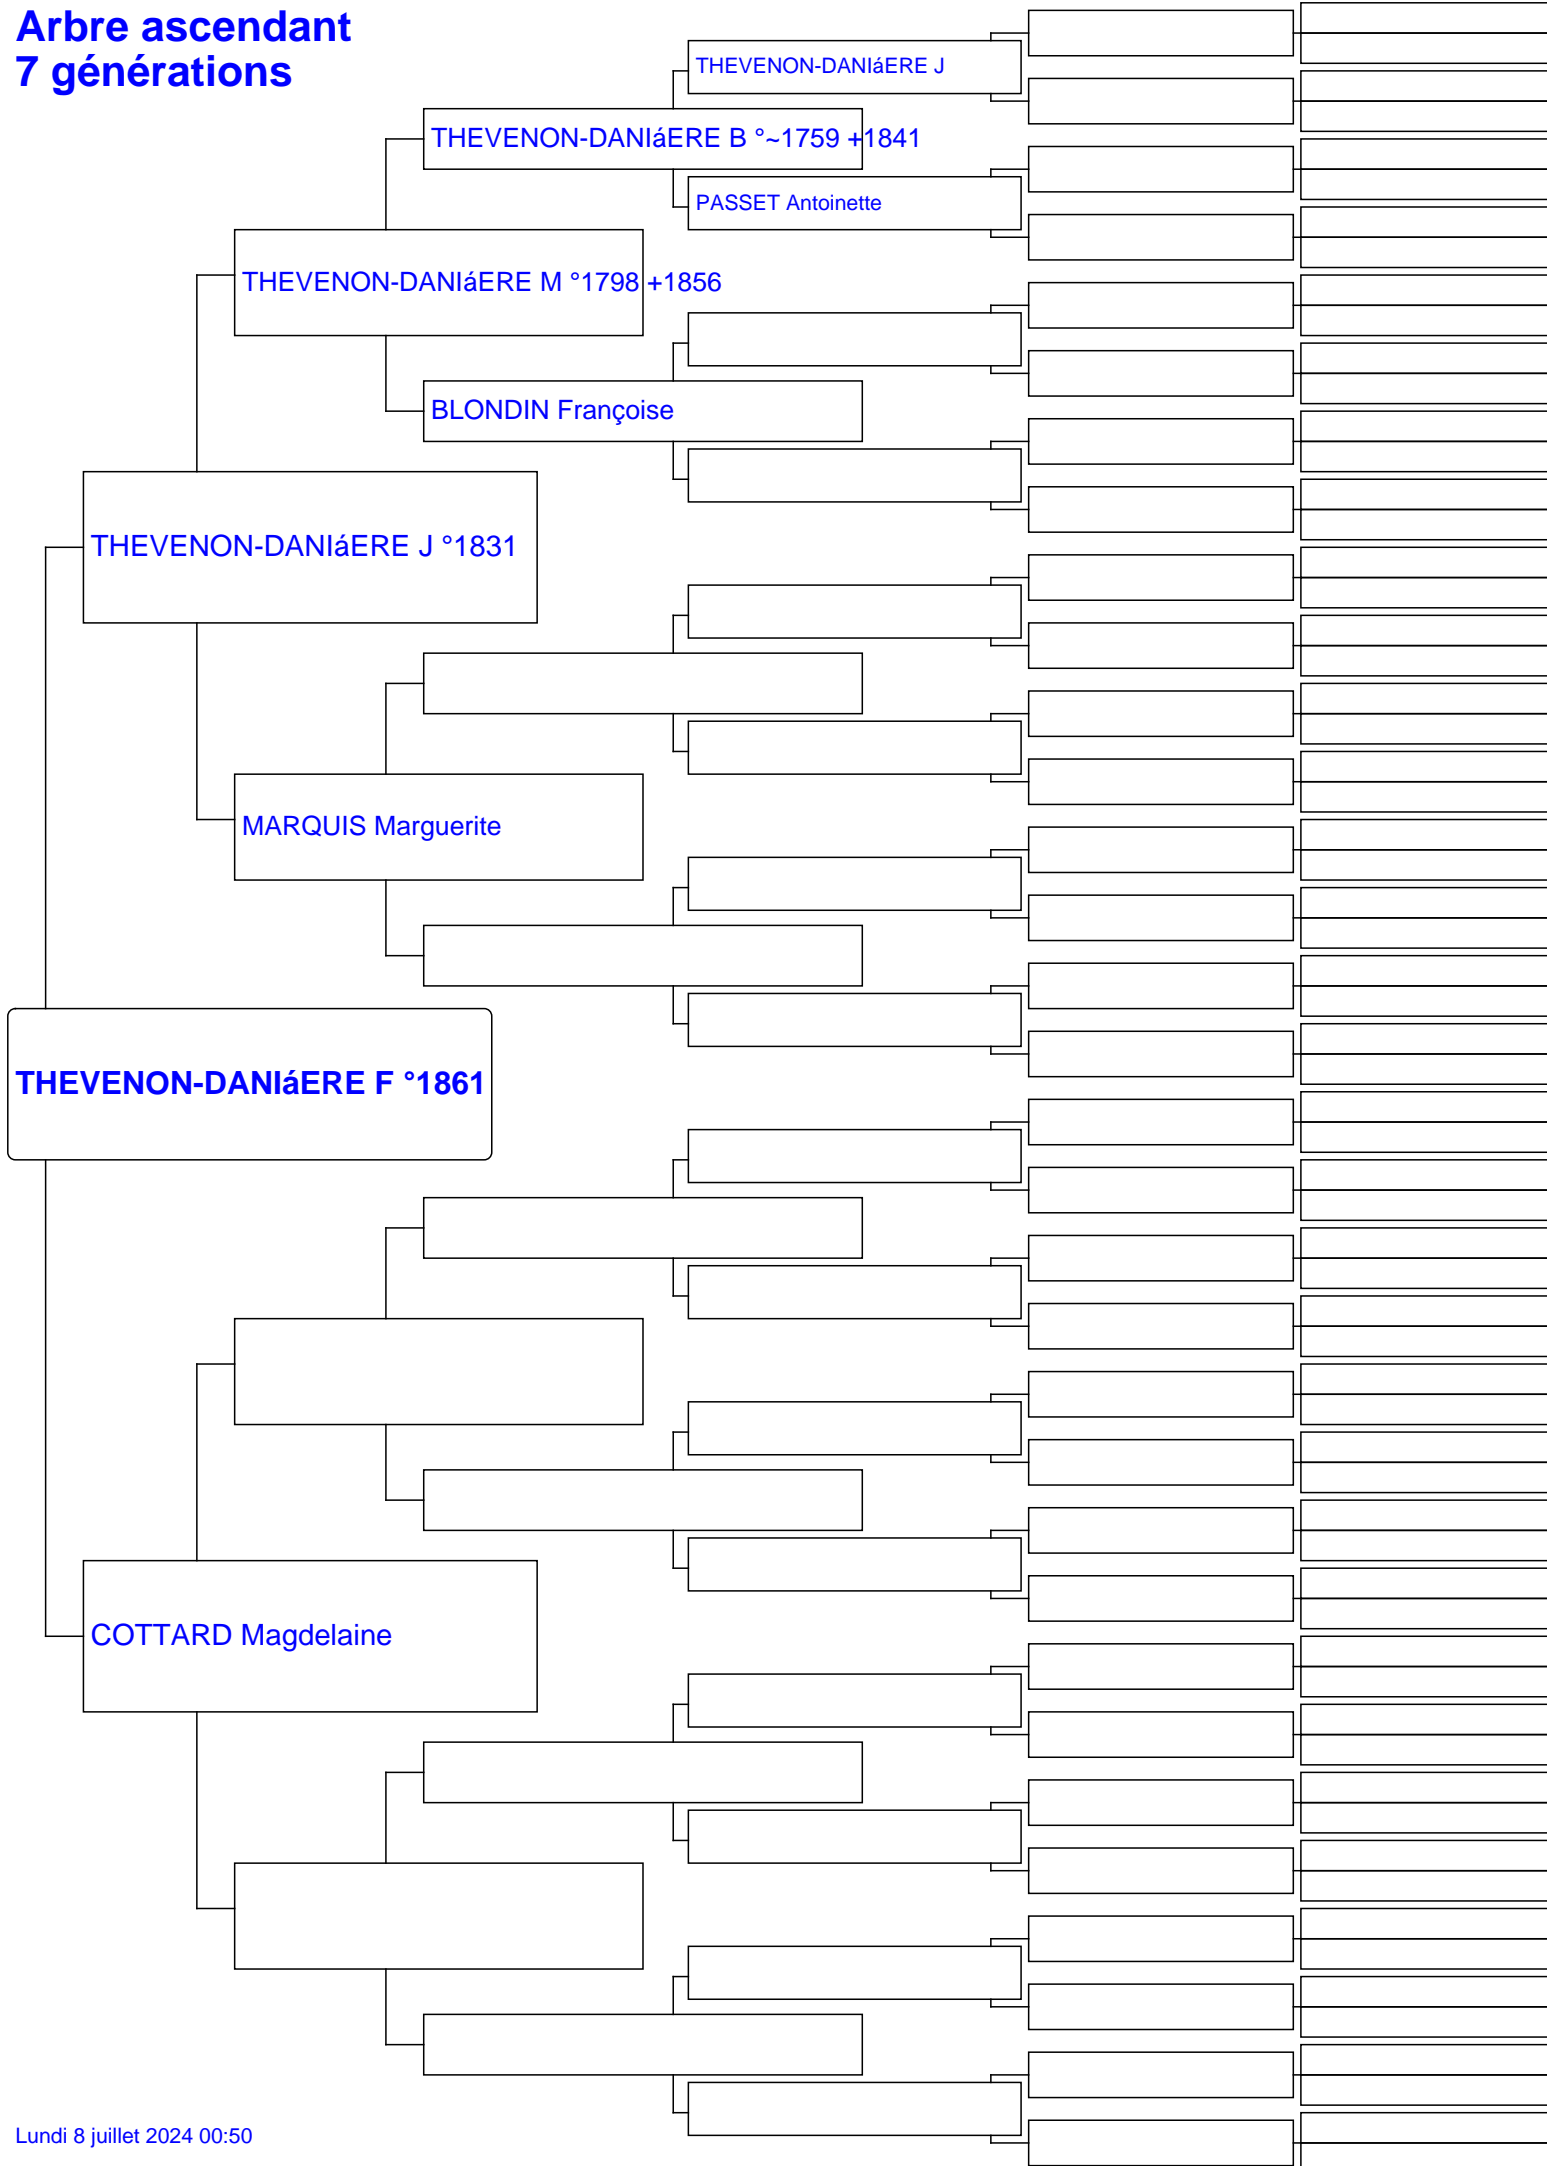 Arbre ascendant
7 générations
THEVENON-DANIáERE J
THEVENON-DANIáERE B °~1759 +1841
PASSET Antoinette
THEVENON-DANIáERE M °1798 +1856
BLONDIN Françoise
THEVENON-DANIáERE J °1831
MARQUIS Marguerite
THEVENON-DANIáERE F °1861
COTTARD Magdelaine
Lundi 8 juillet 2024 00:50